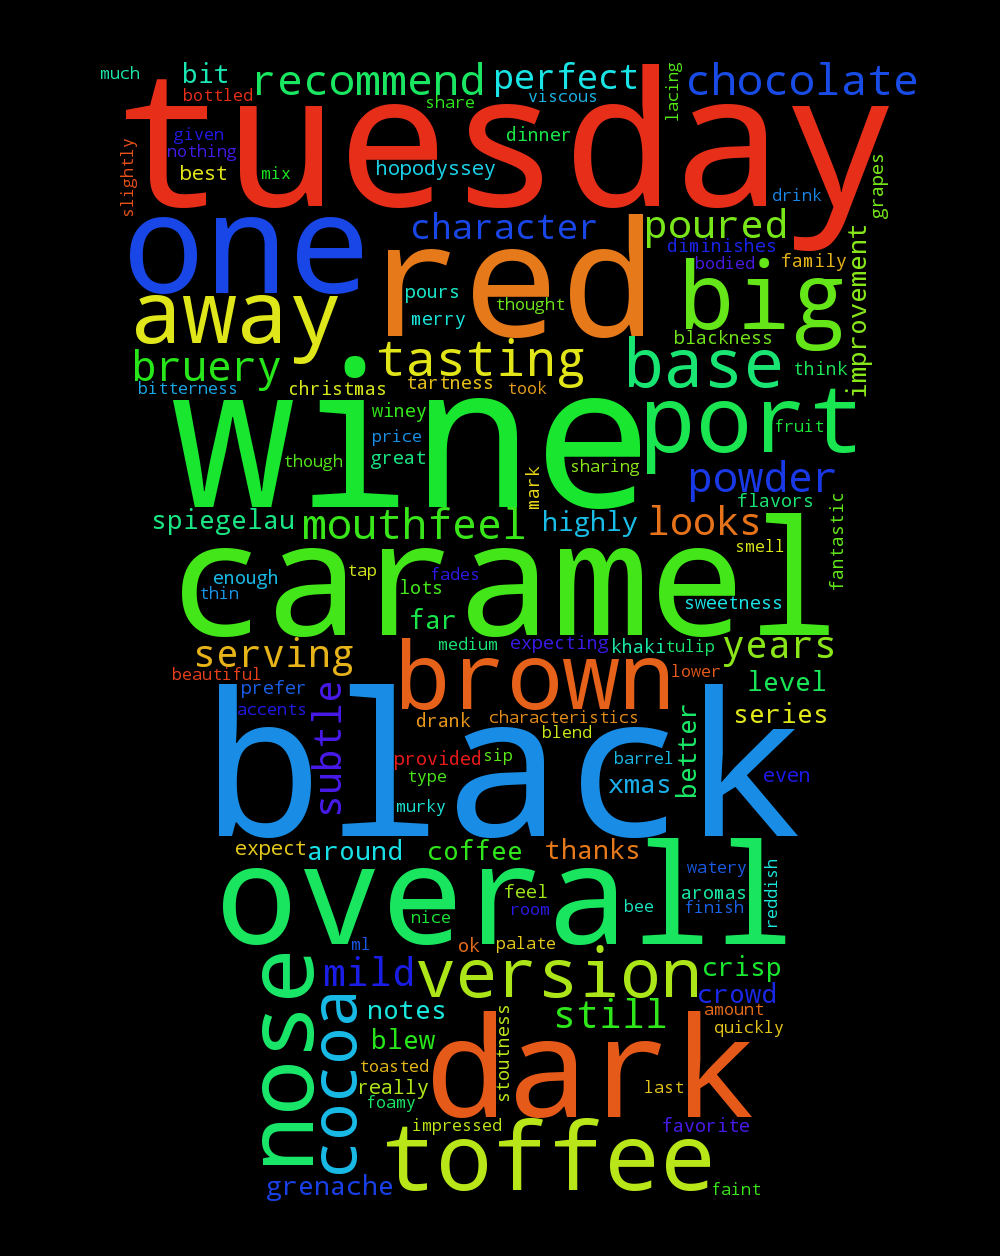 much bit recommend perfect lacing chocolate
bottled share viscous
tuesday
given dinner
nothing slightly best mix hopodyssey drink grapes
one character poured
diminishes
bodied family
red big improvement
away pours merry thought
blackness
bruery tasting base think
bitterness christmas tartness took
wine winey port
price fruit
though great sharing
mark powder
flavors
spiegelau mouthfeel highly looks fantastic
smell
caramel
enough tap fades
thin lots sweetness
far
serving medium expecting khaki tulip years
beautiful brown lower
prefer level
accents subtle drank characteristics series
blend better
black
provided sip barrel
type xmas even
murky
expect around coffee thanks
overall watery reddish
feel aromas
nice room bee finish
ml ok palate
nose mild version crisp
cocoa crowd
notes still amount
blew stoutness quickly
dark
toasted
really last
foamy
impressed favorite
toffee
grenache faint